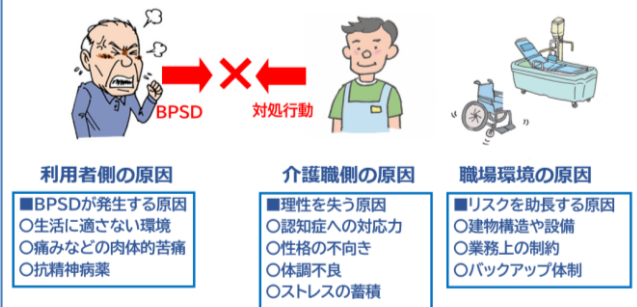 BPSD
対処行動
利用者側の原因
■BPSDが発生する原因
○生活に適さない環境
○痛みなどの肉体的苦痛
○抗精神病薬
介護職側の原因
■理性を失う原因
○認知症への対応力
○性格の不向き
○体調不良
○ストレスの蓄積
職場環境の原因
■リスクを助長する原因
○建物構造や設備
○業務上の制約
○バックアップ体制